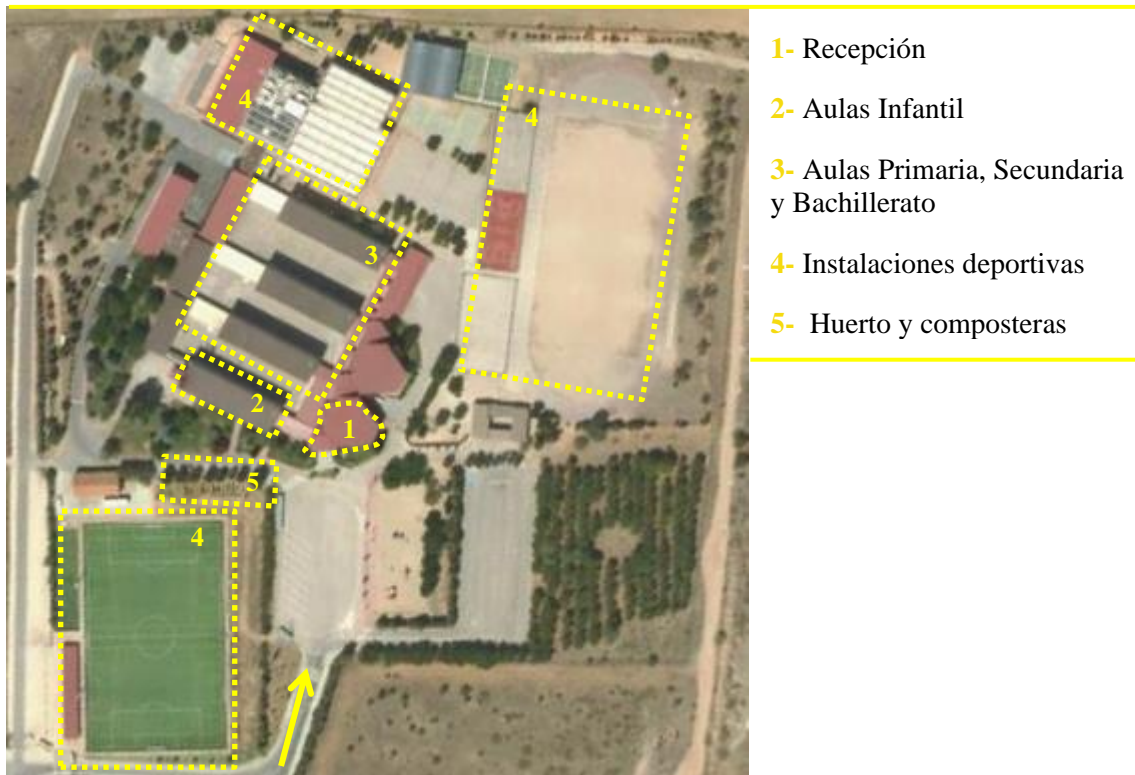 1- Recepción
2- Aulas Infantil
3- Aulas Primaria, Secundaria
y Bachillerato
4- Instalaciones deportivas
5- Huerto y composteras
4
4
3
2
1
5
4